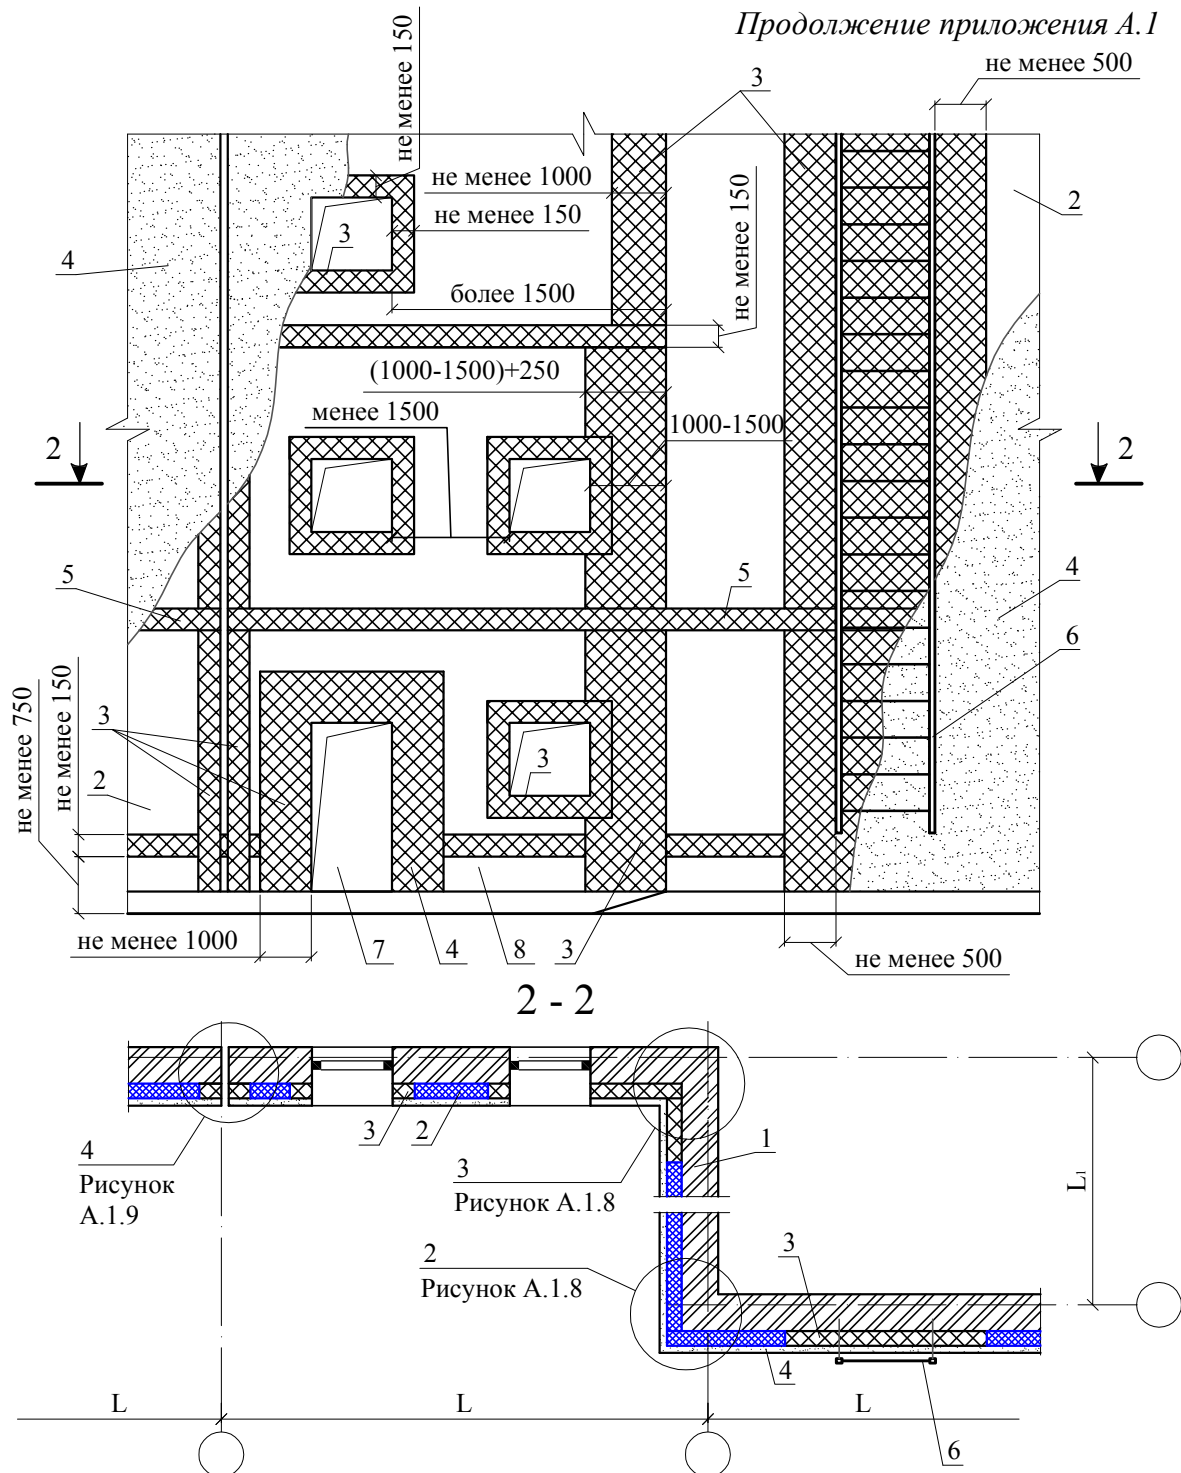 Продолжение приложения А.1
не менее 500
не менее 150
3
не менее 1000
не менее 150
не менее 150
2
3
4
более 1500
(1000-1500)+250
менее 1500
1000-1500
2
2
5
5
4
6
не менее 750
не менее 150
3
2
3
не менее 1000
7
4
8
3
не менее 500
2 - 2
4
Рисунок
А.1.9
3
2
3
Рисунок А.1.8
1
L1
2
Рисунок А.1.8
3
4
L
L
L
6